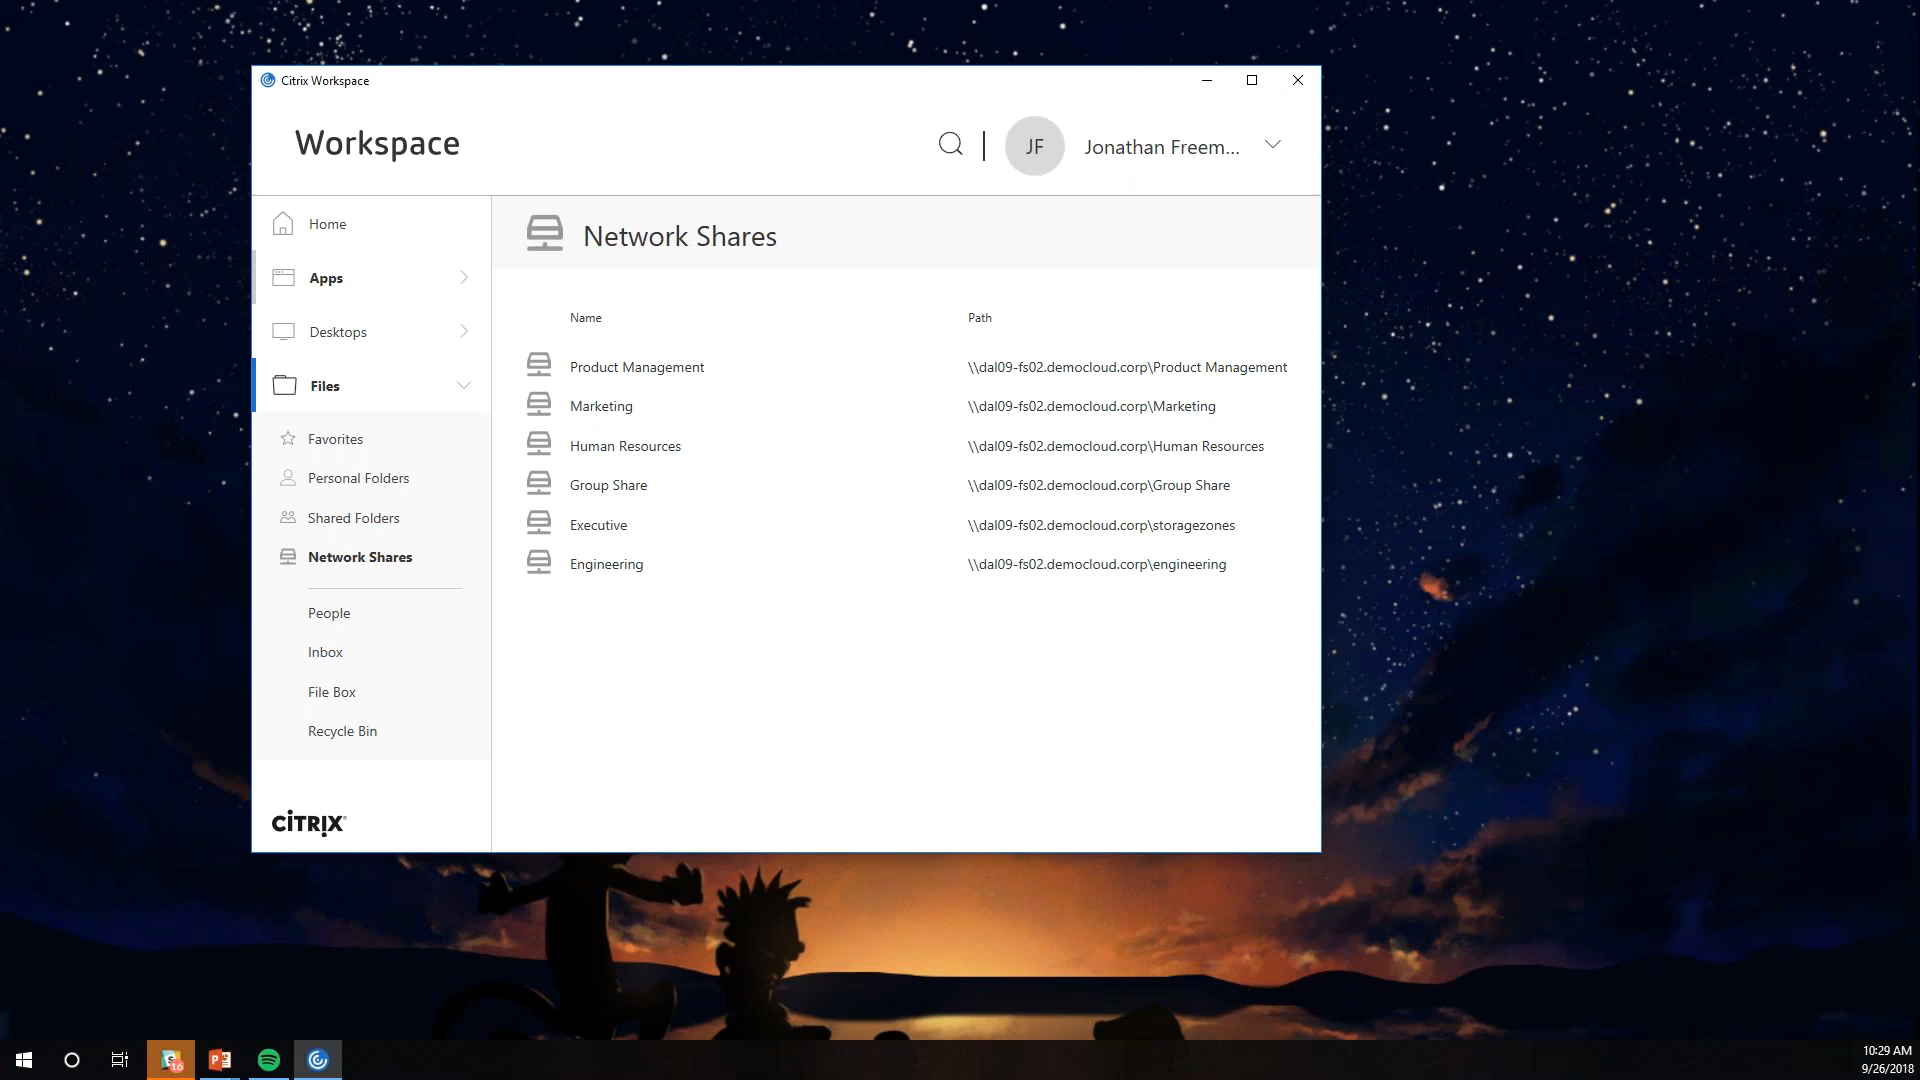 Citrix Workspace
Workspace
JF
Jonathan Freem...
Home
Apps
Desktops
Files
Favorites
Personal Folders
Shared Folders
Network Shares
People
Inbox
File Box
Recycle Bin
CiTRIX
Network Shares
Name Path
Product Management \\dal09-fs02.democloud.corp\Product Management
Marketing \\dal09-fs02.democloud.corp\Marketing
Human Resources \\dal09-fs02.democloud.corp\Human Resources
Group Share \\dal09-fs02.democloud.corp\Group Share
Executive \\dal09-fs02.democloud.corp\storagezones
Engineering \\dal09-fs02.democloud.corp\engineering
S 16
P
10:29 AM
9/26/2018